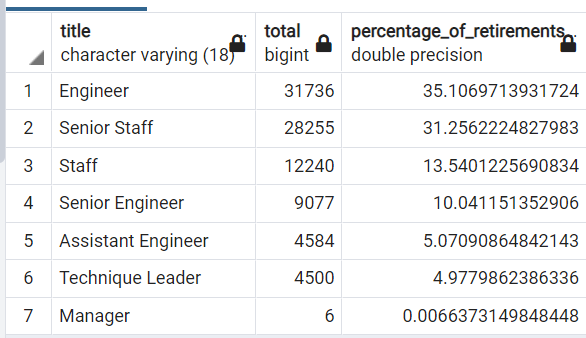 title total percentage_of_retirements
character varying (18) bigint double precision
1 Engineer 31736 35.1069713931724
2 Senior Staff 28255 31.2562224827983
3 Staff 12240 13.5401225690834
4 Senior Engineer 9077 10.041151352906
5 Assistant Engineer 4584 5.07090864842143
6 Technique Leader 4500 4.9779862386336
7 Manager 6 0.0066373149848448